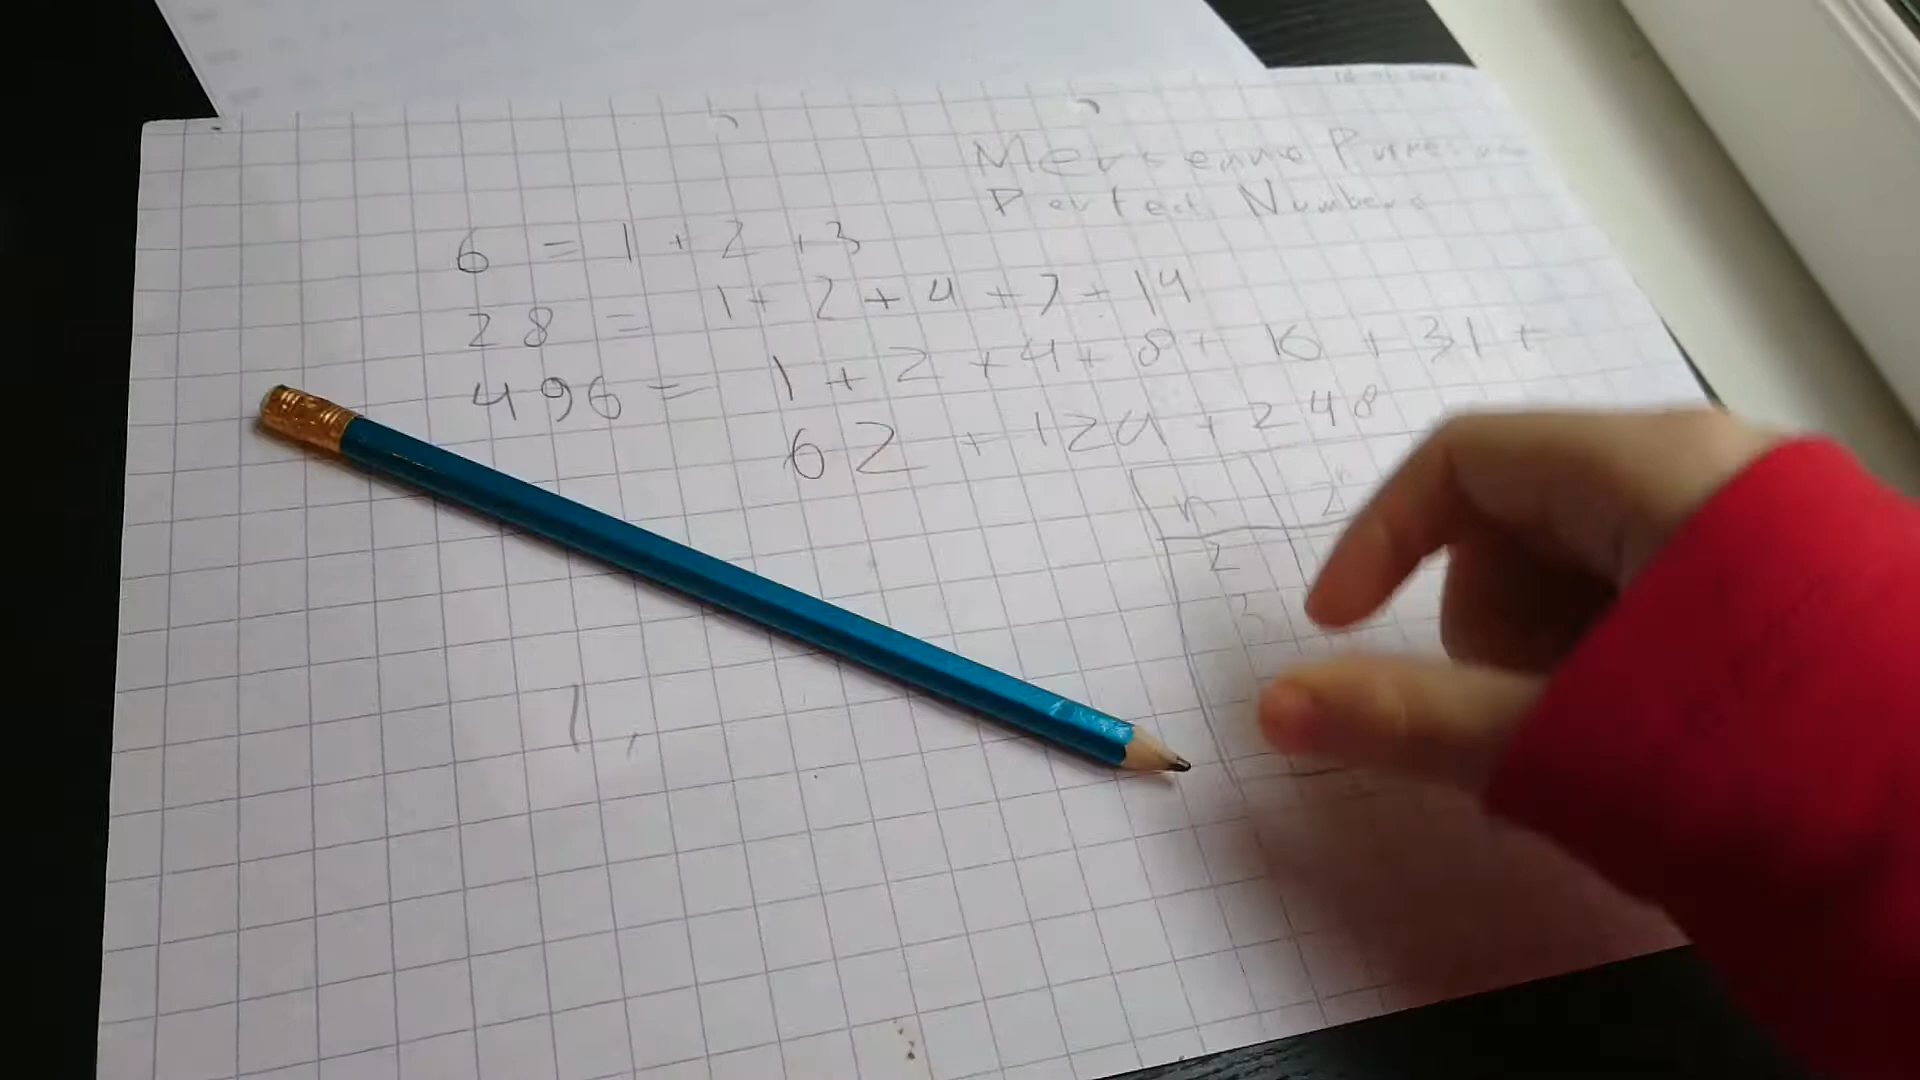 Mersenne Primes
Perfect Numbers
6 = 1 + 2 + 3
28 = 1 + 2 + 4 + 7 + 14
496 = 1 + 2 + 4 + 8 + 16 + 31 +
62 + 124 + 248
n 2^n
2
3
1,